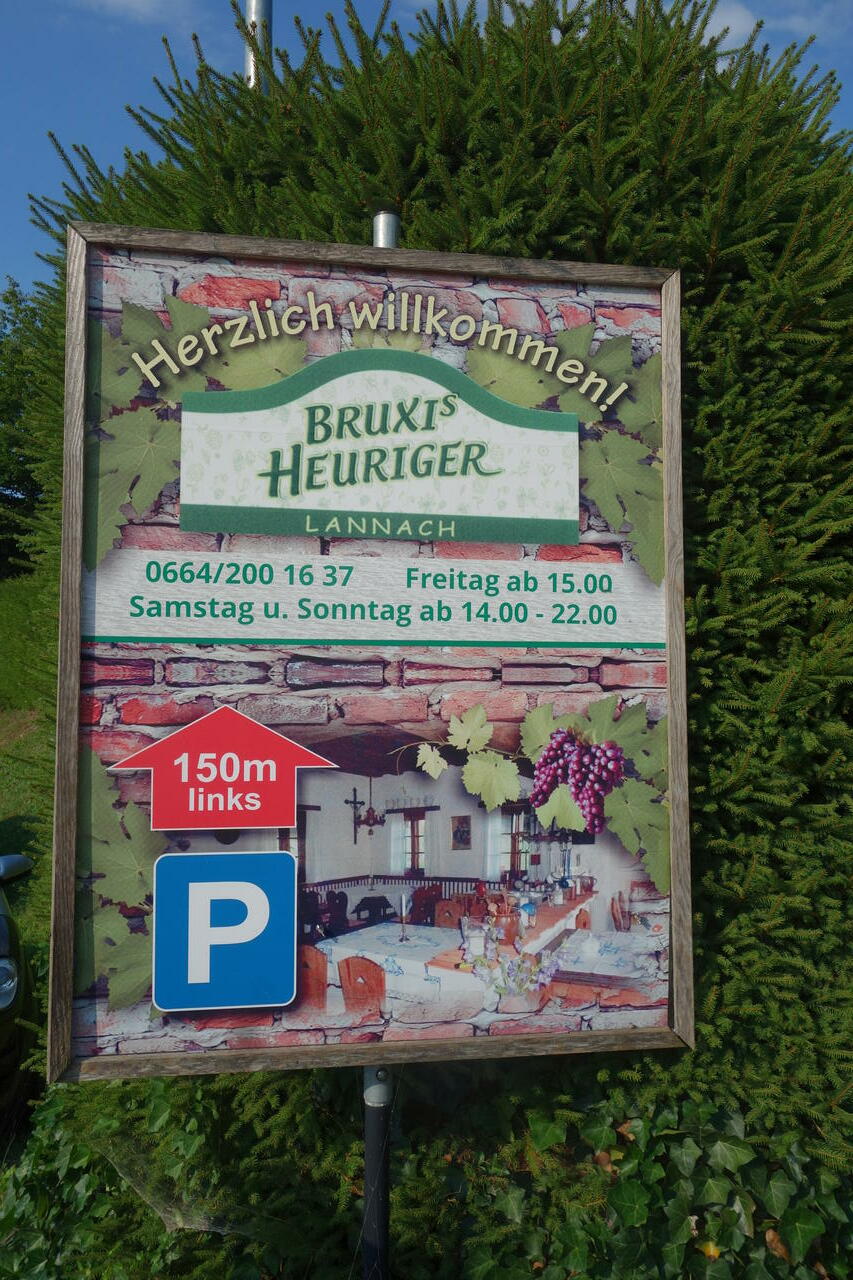 Herzlich willkommen!
BRUXIS
HEURIGER
LANNACH
0664/200 16 37 Freitag ab 15.00
Samstag u. Sonntag ab 14.00 - 22.00
150m
links
P